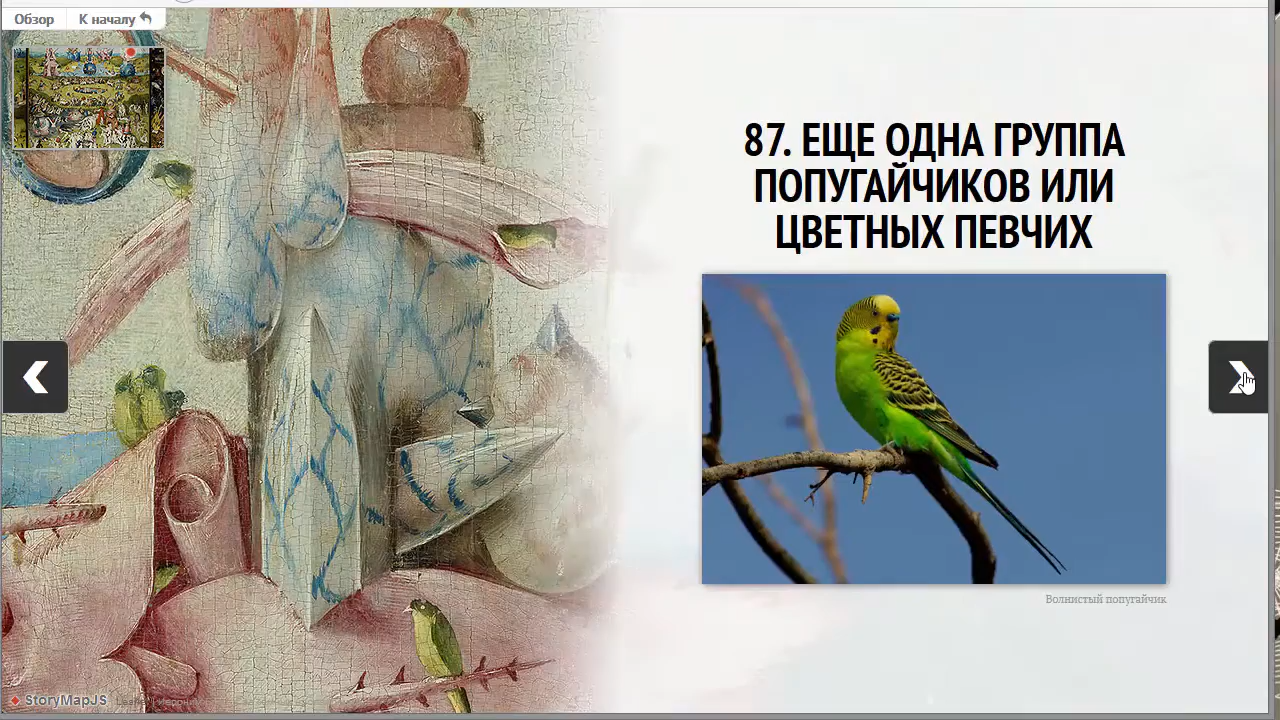 Обзор
К началу
87. ЕЩЕ ОДНА ГРУППА
ПОПУГАЙЧИКОВ ИЛИ
ЦВЕТНЫХ ПЕВЧИХ
Волнистый попугайчик
StoryMapJS